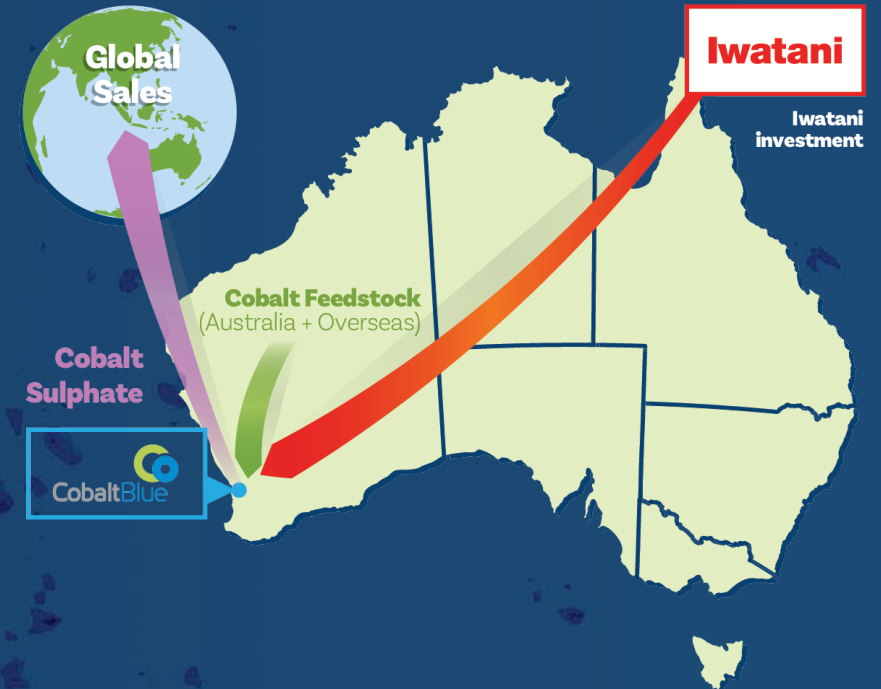 Global
Sales
Iwatani
Iwatani
investment
Cobalt Feedstock
(Australia + Overseas)
Cobalt
Sulphate
CobaltBlue